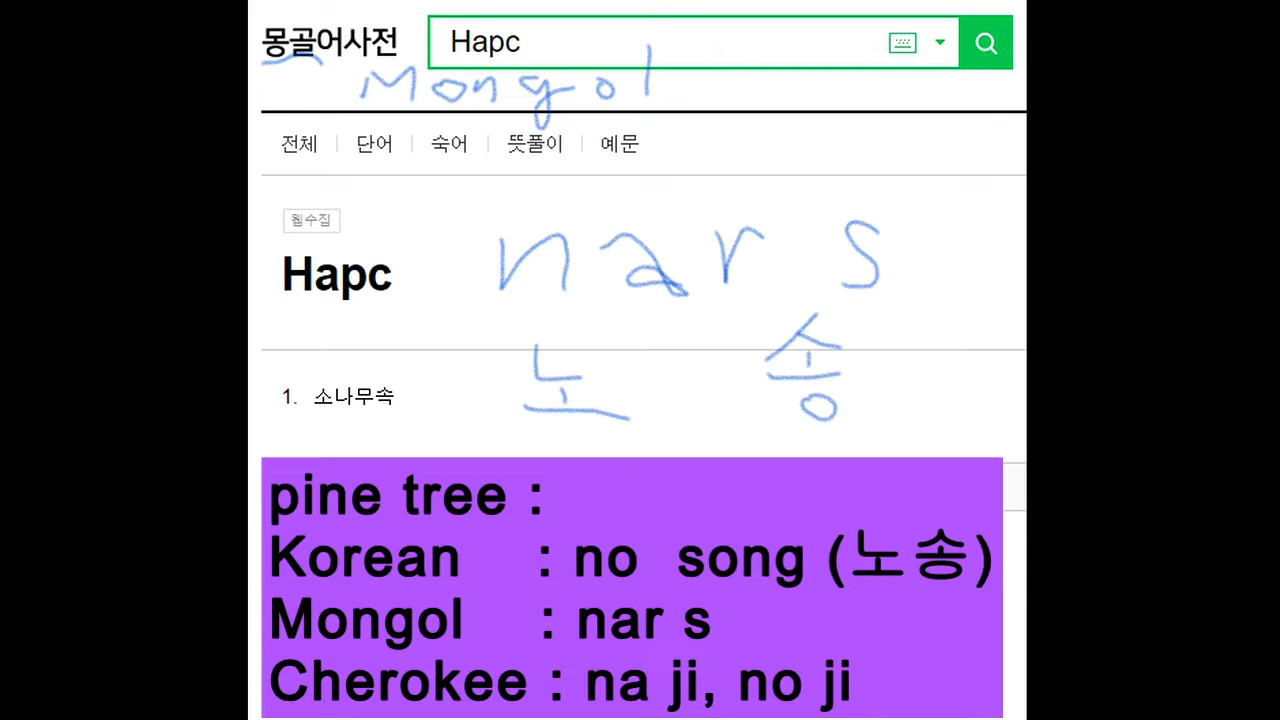 몽골어사전 Нарс
Mongol
전체 단어 숙어 뜻풀이 예문
웹수집
Нарс
nar s
노 송
1. 소나무속
pine tree :
Korean : no song (노송)
Mongol : nar s
Cherokee : na ji, no ji